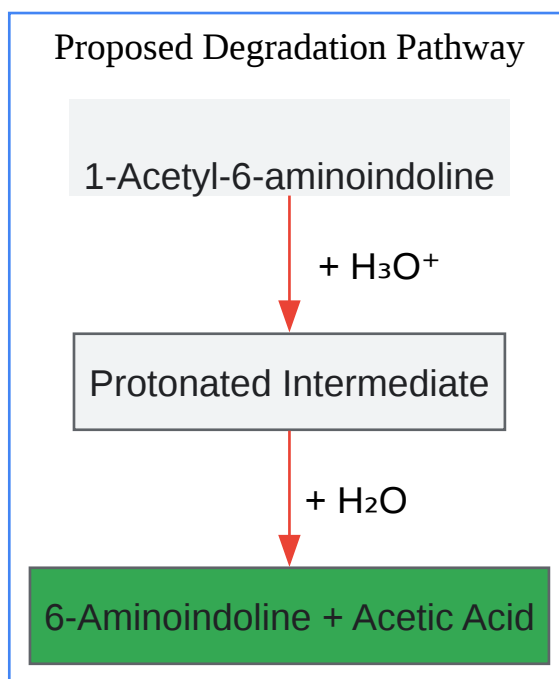 Proposed Degradation Pathway
1-Acetyl-6-aminoindoline
+ H₃O⁺
Protonated Intermediate
+ H₂O
6-Aminoindoline + Acetic Acid